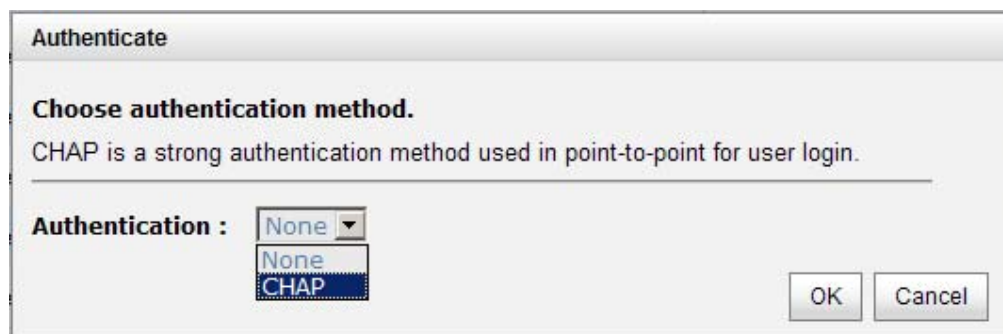 Authenticate
Choose authentication method.
CHAP is a strong authentication method used in point-to-point for user login.
Authentication : None
None
CHAP
OK Cancel